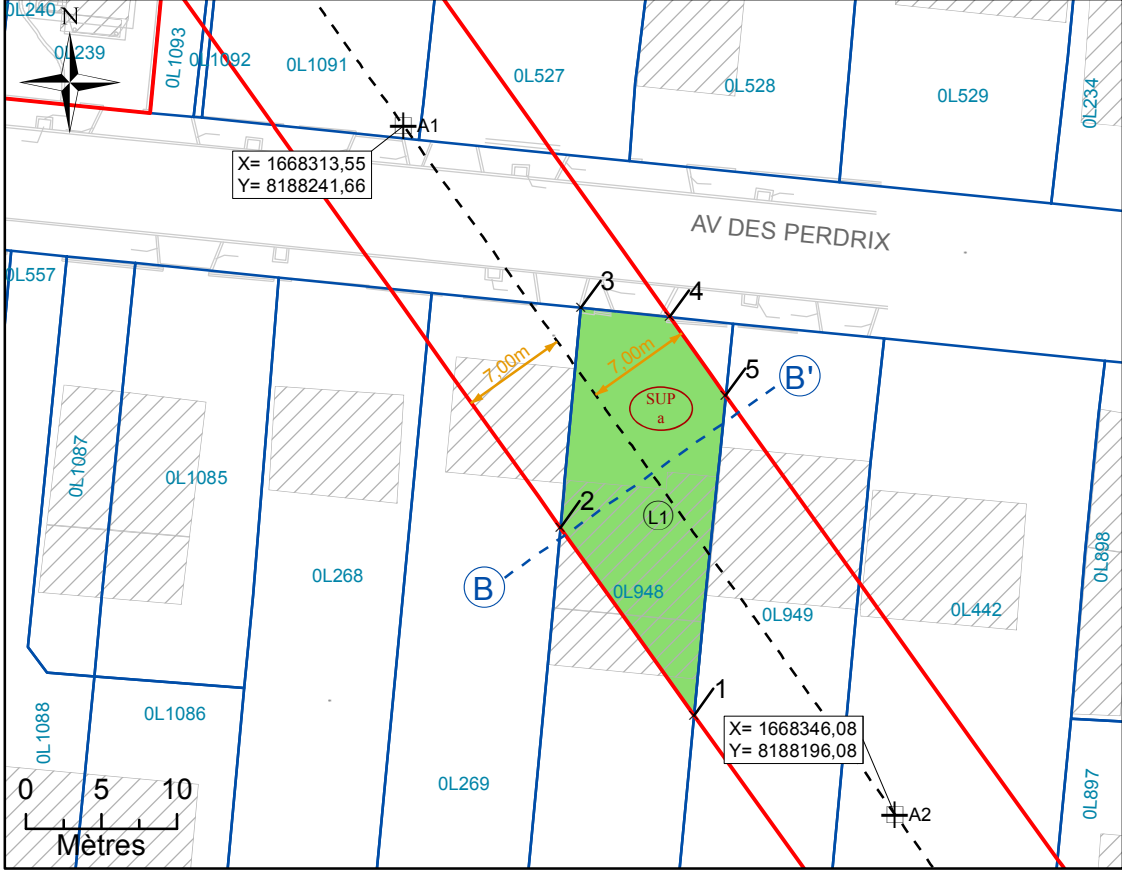 0L240
N
0L239
0L1093
0L1092
0L1091
0L527
0L528
0L529
0L234
A1
X= 1668313,55
Y= 8188241,66
AV DES PERDRIX
0L557
3
4
7,00m
7,00m
5
B'
SUP
a
0L1087
0L1085
2
L1
0L268
B
0L948
0L949
0L442
0L898
1
0L1088
0L1086
X= 1668346,08
Y= 8188196,08
0L269
0L897
A2
0 5 10
Mètres